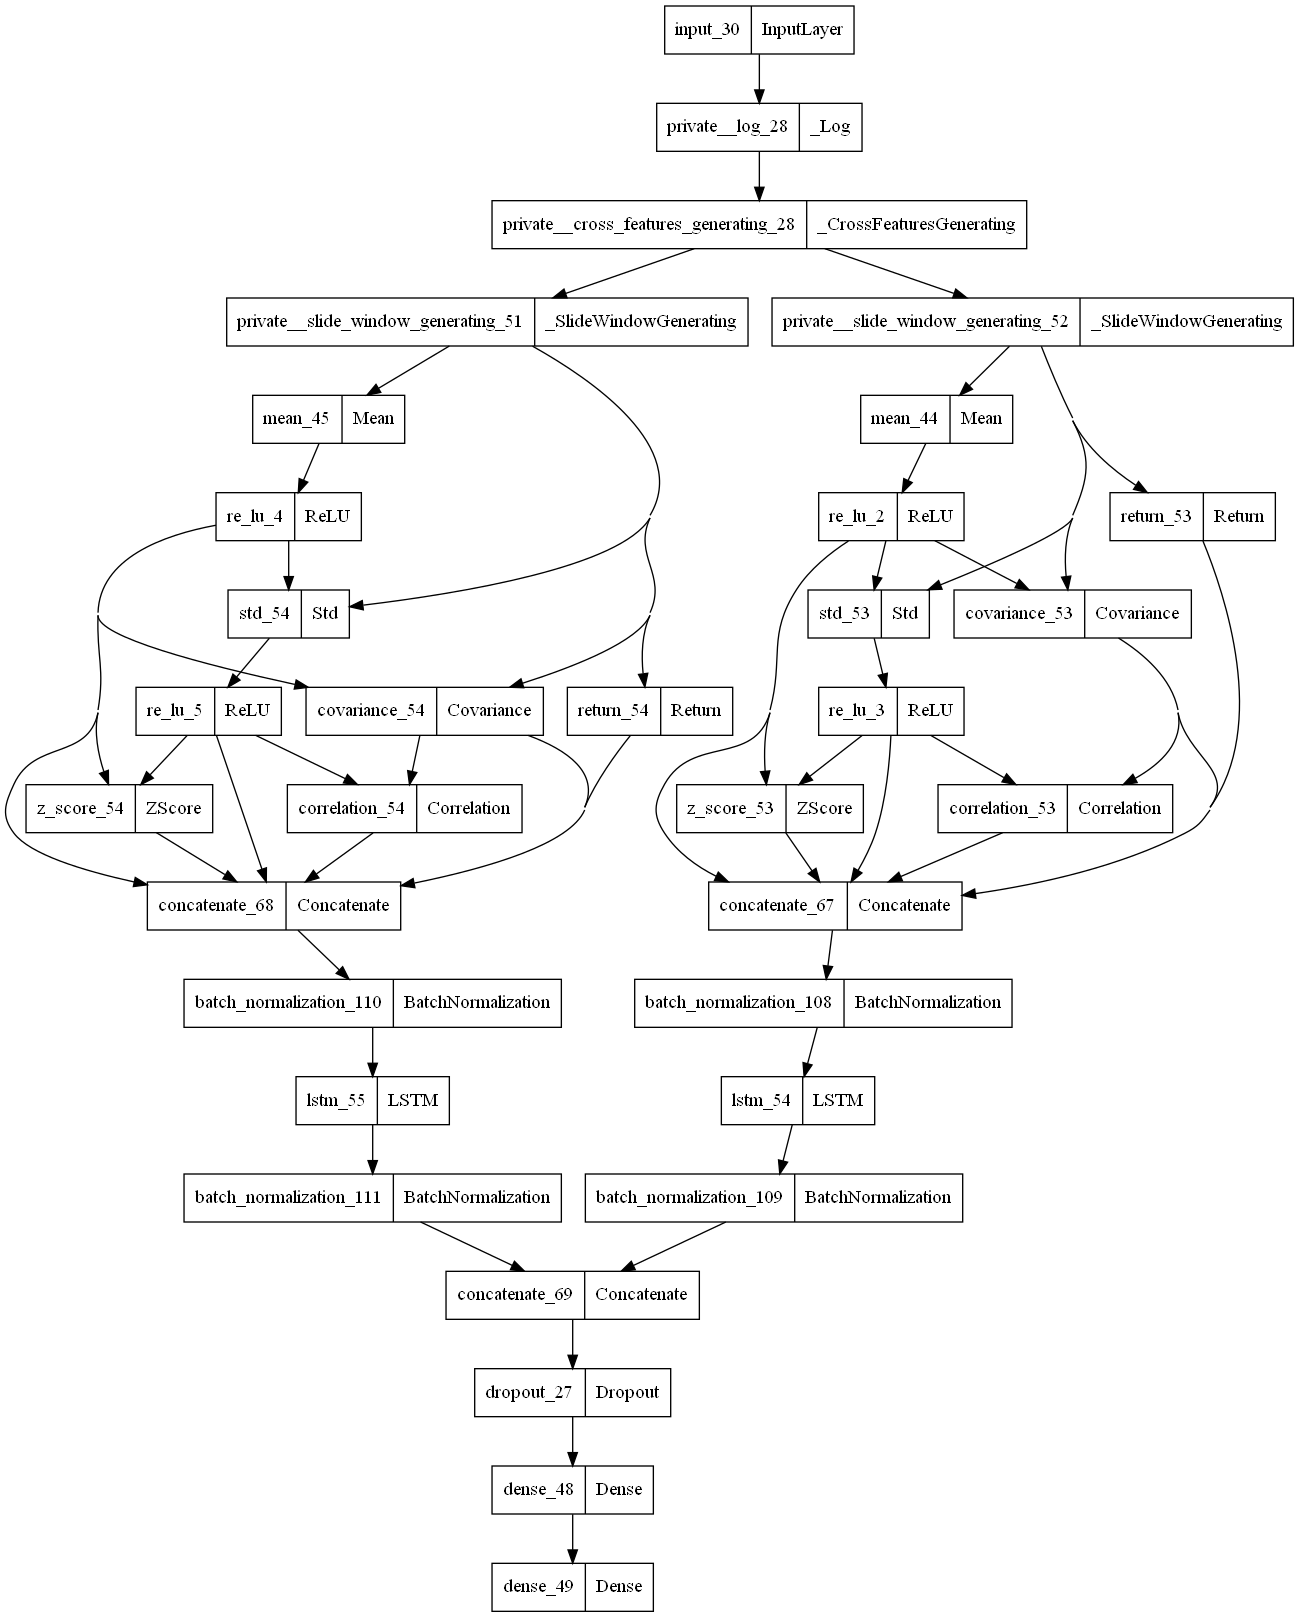 input_30 InputLayer
private__log_28 _Log
private__cross_features_generating_28 _CrossFeaturesGenerating
private__slide_window_generating_51 _SlideWindowGenerating
private__slide_window_generating_52 _SlideWindowGenerating
mean_45 Mean
mean_44 Mean
re_lu_4 ReLU
re_lu_2 ReLU
return_53 Return
std_54 Std
std_53 Std
covariance_53 Covariance
re_lu_5 ReLU
covariance_54 Covariance
return_54 Return
re_lu_3 ReLU
z_score_54 ZScore
correlation_54 Correlation
z_score_53 ZScore
correlation_53 Correlation
concatenate_68 Concatenate
concatenate_67 Concatenate
batch_normalization_110 BatchNormalization
batch_normalization_108 BatchNormalization
lstm_55 LSTM
lstm_54 LSTM
batch_normalization_111 BatchNormalization
batch_normalization_109 BatchNormalization
concatenate_69 Concatenate
dropout_27 Dropout
dense_48 Dense
dense_49 Dense